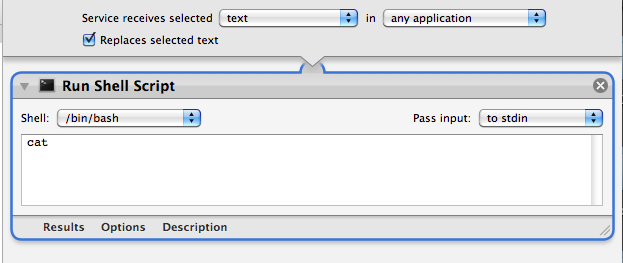 Service receives selected text in any application
Replaces selected text
Run Shell Script
Shell: /bin/bash Pass input: to stdin
cat
Results Options Description